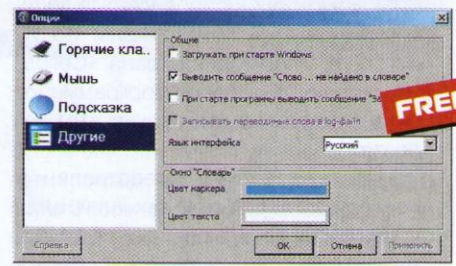 Опции
Горячие кла..
Мышь
Подсказка
Другие
Общие
Загружать при старте Windows
Выводить сообщение "Слово ... не найдено в словаре"
При старте программы выводить сообщение "За
FREE
Записывать переводимые слова в log-файл
Язык интерфейса
Русский
Окно "Словарь"
Цвет маркера
Цвет текста
Справка
OK
Отмена
Применить